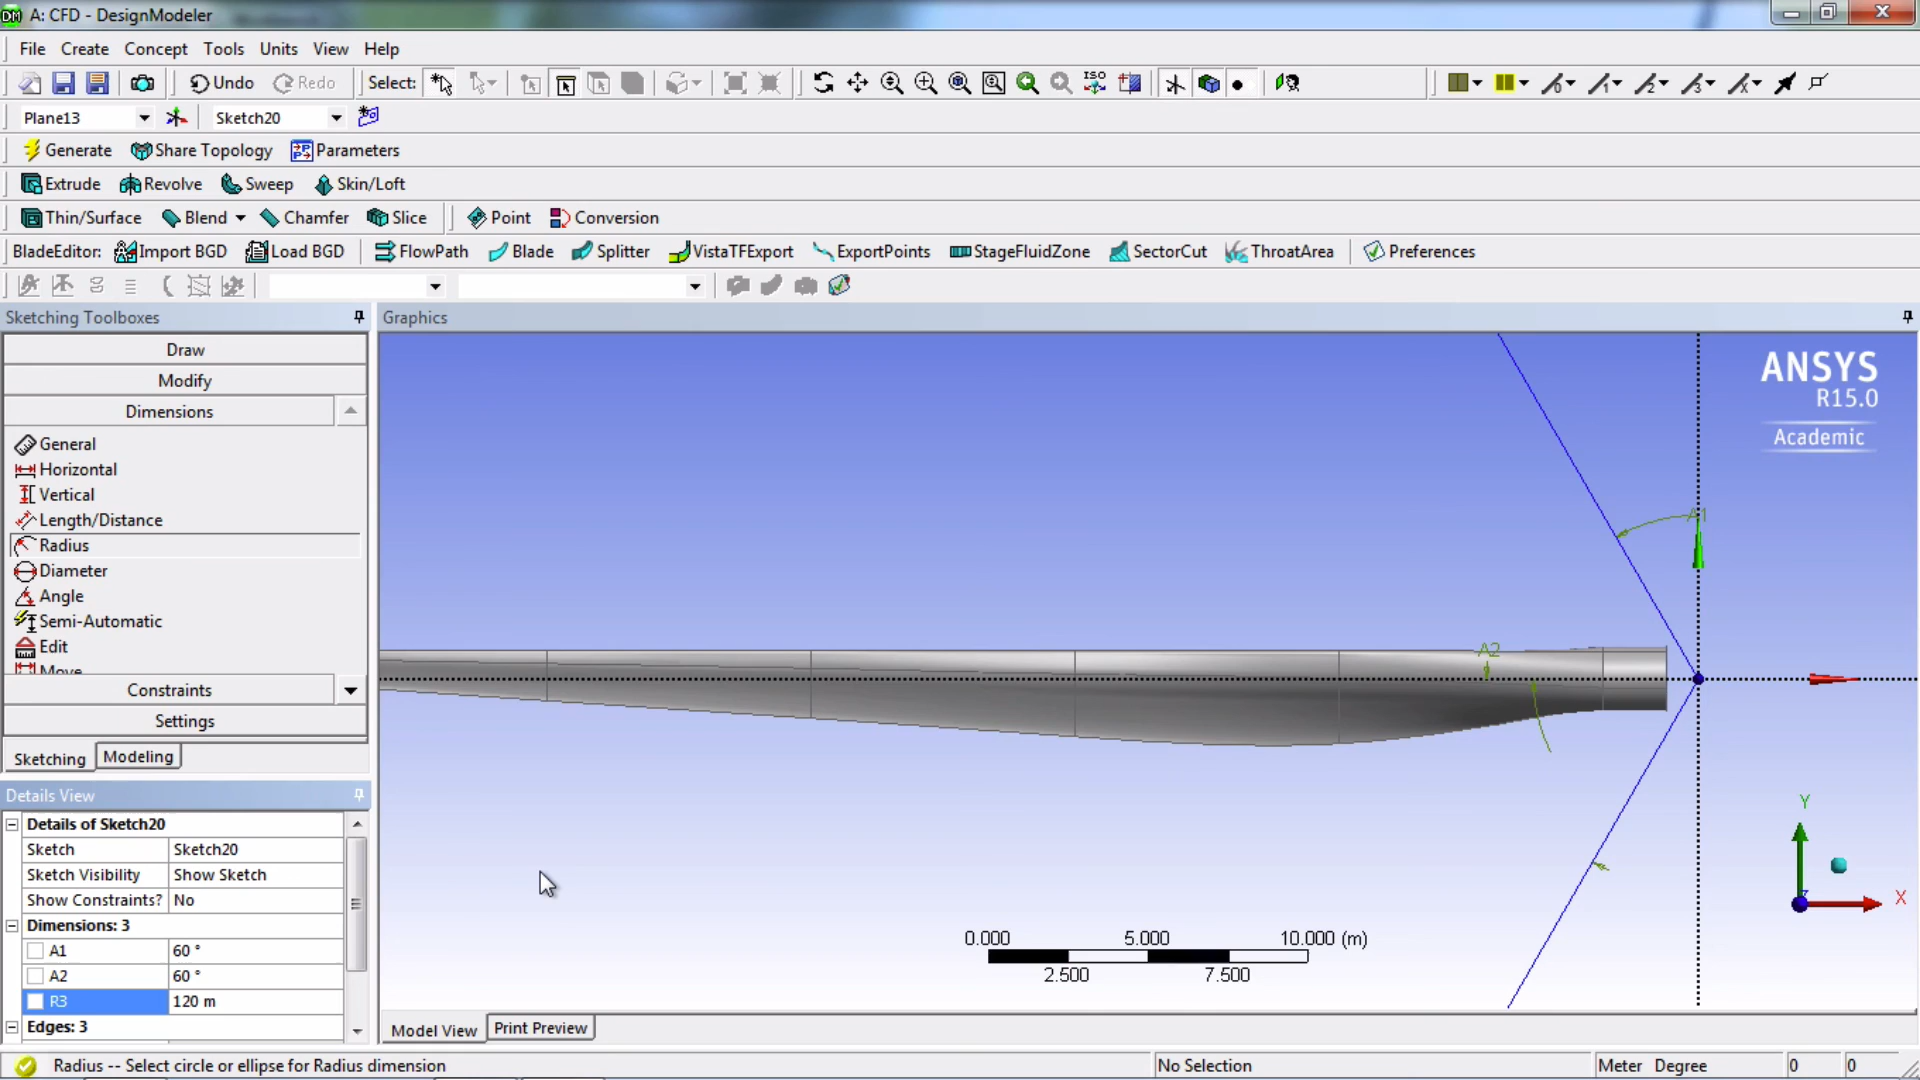 A: CFD - DesignModeler
File Create Concept Tools Units View Help
Undo Redo Select: ISO
Plane13 Sketch20
Generate Share Topology Parameters
Extrude Revolve Sweep Skin/Loft
Thin/Surface Blend Chamfer Slice Point Conversion
BladeEditor: Import BGD Load BGD FlowPath Blade Splitter VistaTFExport ExportPoints StageFluidZone SectorCut ThroatArea Preferences
Sketching Toolboxes
Draw
Modify
Dimensions
General
Horizontal
Vertical
Length/Distance
Radius
Diameter
Angle
Semi-Automatic
Edit
Move
Constraints
Settings
Sketching Modeling
Details View
Details of Sketch20
Sketch Sketch20
Sketch Visibility Show Sketch
Show Constraints? No
Dimensions: 3
A1 60 °
A2 60 °
R3 120 m
Edges: 3
Graphics
ANSYS
R15.0
Academic
A1
A2
Y
X
0.000 5.000 10.000 (m)
2.500 7.500
Model View Print Preview
Radius -- Select circle or ellipse for Radius dimension No Selection Meter Degree 0 0